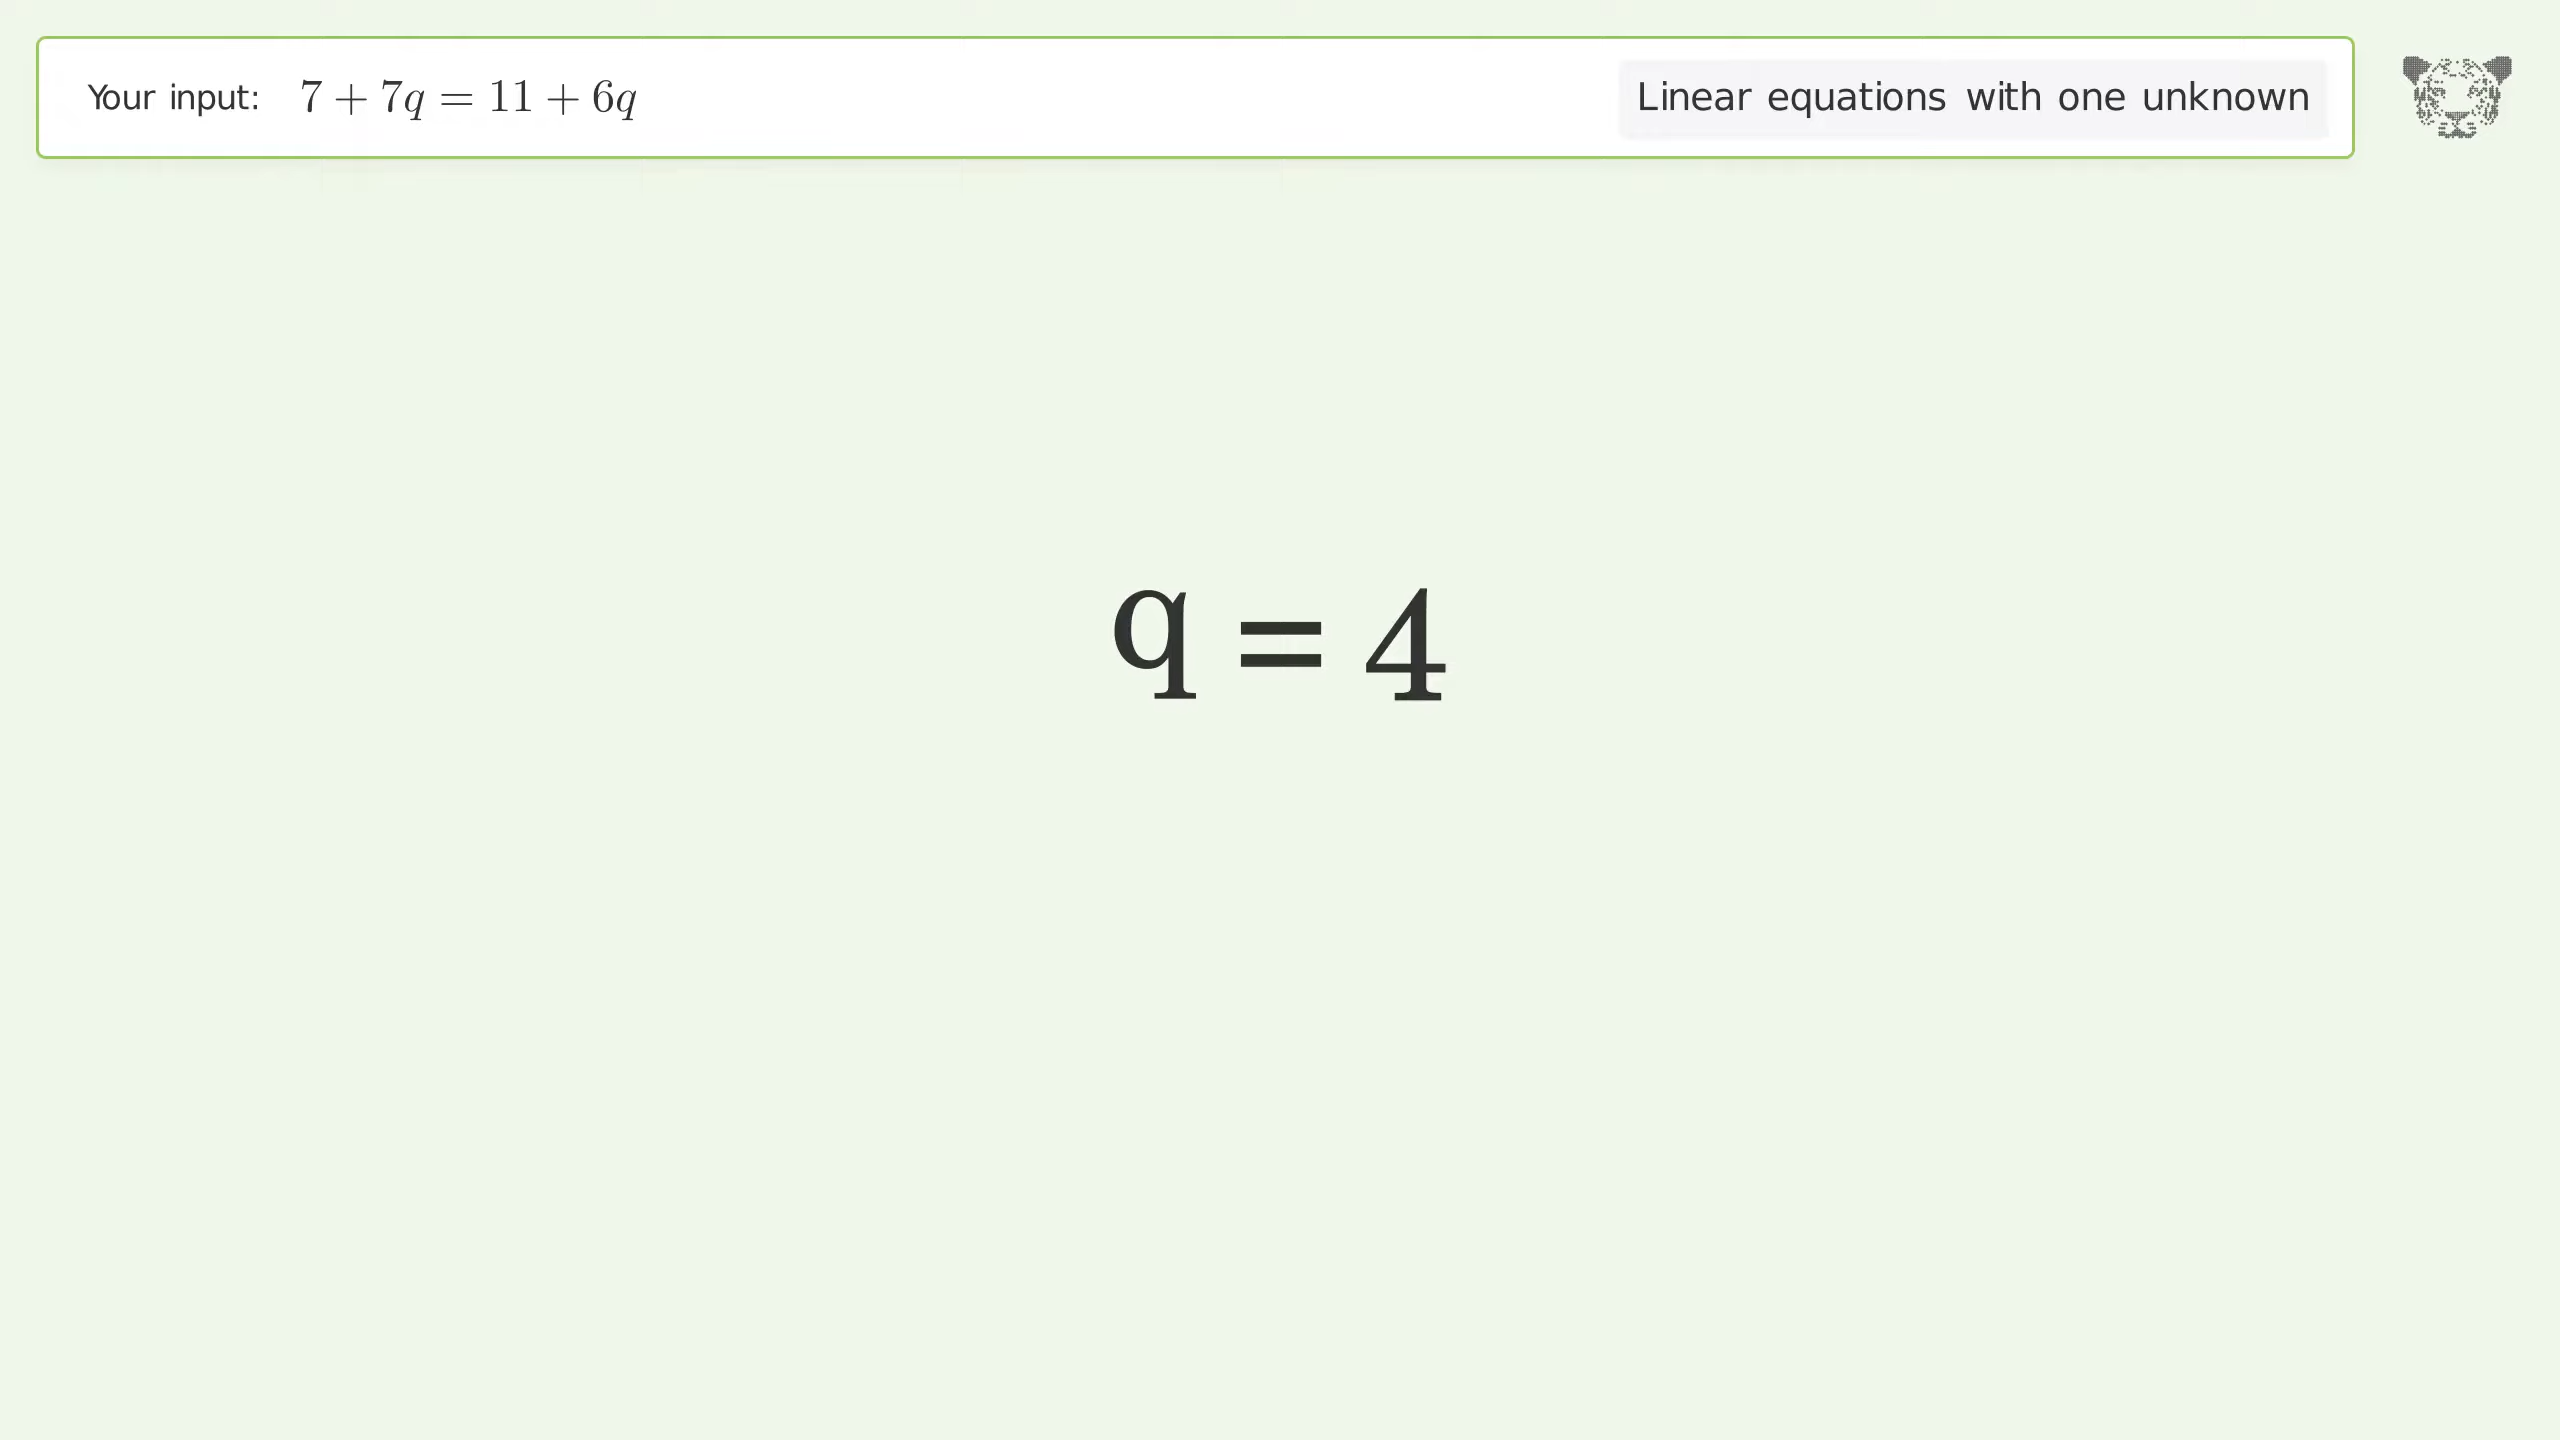 Your input: 7 + 7q = 11 + 6q
Linear equations with one unknown
q = 4